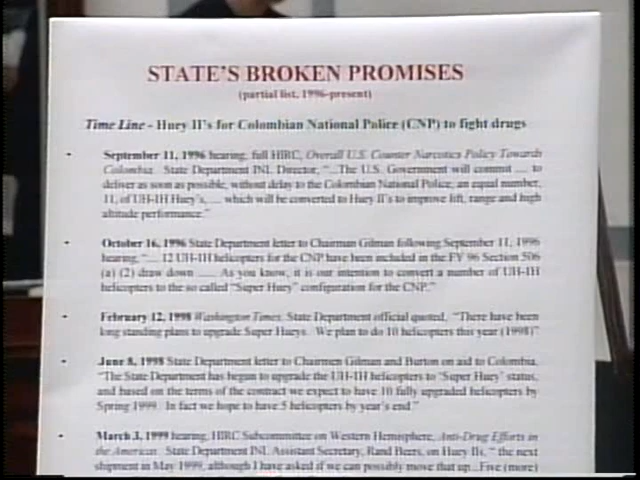 STATE'S BROKEN PROMISES
(partial list, 1996-present)
Time Line - Huey II's for Colombian National Police (CNP) to fight drugs
• September 11, 1996 hearing, full HIRC, Overall U.S. Counter Narcotics Policy Towards
Colombia. State Department INL Director, "...The U.S. Government will commit .... to
deliver as soon as possible, without delay to the Colombian National Police, an equal number,
11, of UH-1H Huey's, .... which will be converted to Huey II's to improve lift, range and high
altitude performance."
• October 16, 1996 State Department letter to Chairman Gilman following September 11, 1996
hearing, ".... 12 UH-1H helicopters for the CNP have been included in the FY 96 Section 506
(a) (2) draw down .... As you know, it is our intention to convert a number of UH-1H
helicopters to the so called "Super Huey" configuration for the CNP."
• February 12, 1998 Washington Times, State Department official quoted, "There have been
long standing plans to upgrade Super Hueys. We plan to do 10 helicopters this year (1998)"
• June 8, 1998 State Department letter to Chairmen Gilman and Burton on aid to Colombia,
"The State Department has began to upgrade the UH-1H helicopters to 'Super Huey' status,
and based on the terms of the contract we expect to have 10 fully upgraded helicopters by
Spring 1999. In fact we hope to have 5 helicopters by year's end."
• March 3, 1999 hearing, HIRC Subcommittee on Western Hemisphere, Anti-Drug Efforts in
the Americas. State Department INL Assistant Secretary, Rand Beers, on Huey IIs, " the next
shipment in May 1999, although I have asked if we can possibly move that up...Five (more)